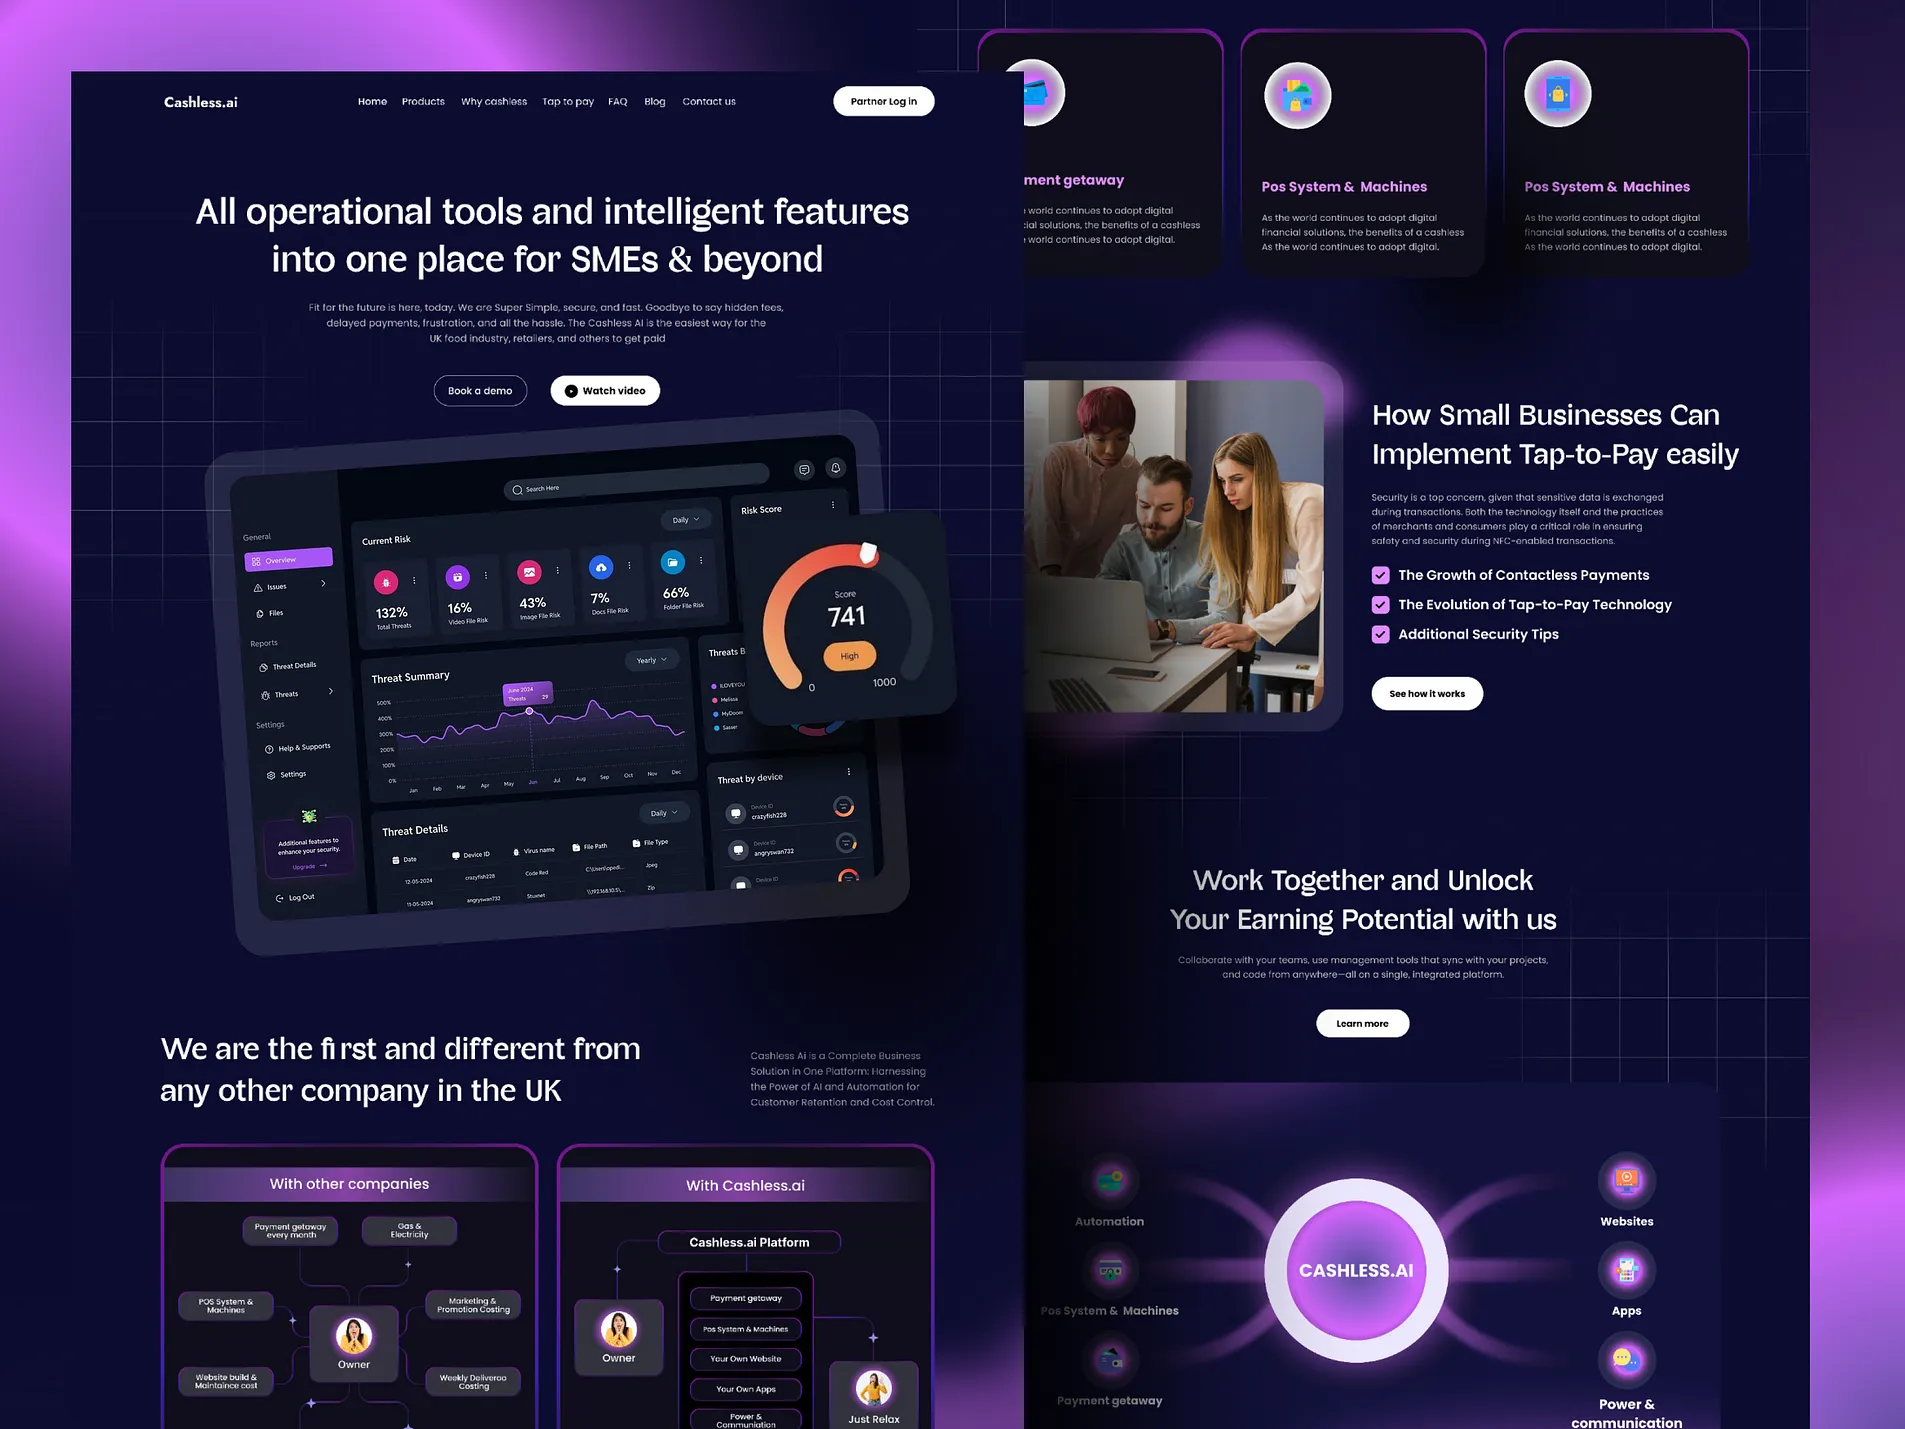 Cashless.ai
Home Products Why cashless Tap to pay FAQ Blog Contact us
Partner Log in
All operational tools and intelligent features
into one place for SMEs & beyond
Fit for the future is here, today. We are Super Simple, secure, and fast. Goodbye to say hidden fees,
delayed payments, frustration, and all the hassle. The Cashless AI is the easiest way for the
UK food industry, retailers, and others to get paid
Book a demo
Watch video
Search Here
General
Overview
Issues
Files
Reports
Threat Details
Threats
Settings
Help & Supports
Settings
Additional features to
enhance your security.
Upgrade →
Log Out
Current Risk
Daily
132%
Total Threats
16%
Video File Risk
43%
Image File Risk
7%
Docs File Risk
66%
Folder File Risk
Risk Score
Score
741
High
0
1000
Threat Summary
Yearly
June 2024
Threats 29
500%
400%
300%
200%
100%
0%
Jan Feb Mar Apr May Jun Jul Aug Sep Oct Nov Dec
Threats B
ILOVEYOU
Melissa
MyDoom
Sasser
Threat Details
Daily
Date Device ID Virus name File Path File Type
12-05-2024 crazyfish228 Code Red C:\Users\opedi... Jpeg
11-05-2024 angryswan732 Stuxnet \\192.168.10.5\... Zip
Threat by device
Device ID
crazyfish228
Device ID
angryswan732
Device ID
We are the first and different from
any other company in the UK
Cashless Ai is a Complete Business
Solution in One Platform: Harnessing
the Power of AI and Automation for
Customer Retention and Cost Control.
With other companies
Payment getaway
every month
Gas &
Electricity
POS System &
Machines
Marketing &
Promotion Costing
Owner
Website build &
Maintaince cost
Weekly Deliveroo
Costing
With Cashless.ai
Cashless.ai Platform
Payment getaway
Pos System & Machines
Your Own Website
Your Own Apps
Power &
Communiation
Owner
Just Relax
ment getaway
world continues to adopt digital
cial solutions, the benefits of a cashless
world continues to adopt digital.
Pos System & Machines
As the world continues to adopt digital
financial solutions, the benefits of a cashless
As the world continues to adopt digital.
Pos System & Machines
As the world continues to adopt digital
financial solutions, the benefits of a cashless
As the world continues to adopt digital.
How Small Businesses Can
Implement Tap-to-Pay easily
Security is a top concern, given that sensitive data is exchanged
during transactions. Both the technology itself and the practices
of merchants and consumers play a critical role in ensuring
safety and security during NFC-enabled transactions.
The Growth of Contactless Payments
The Evolution of Tap-to-Pay Technology
Additional Security Tips
See how it works
Work Together and Unlock
Your Earning Potential with us
Collaborate with your teams, use management tools that sync with your projects,
and code from anywhere—all on a single, integrated platform.
Learn more
Automation
Pos System & Machines
Payment getaway
CASHLESS.AI
Websites
Apps
Power &
communication